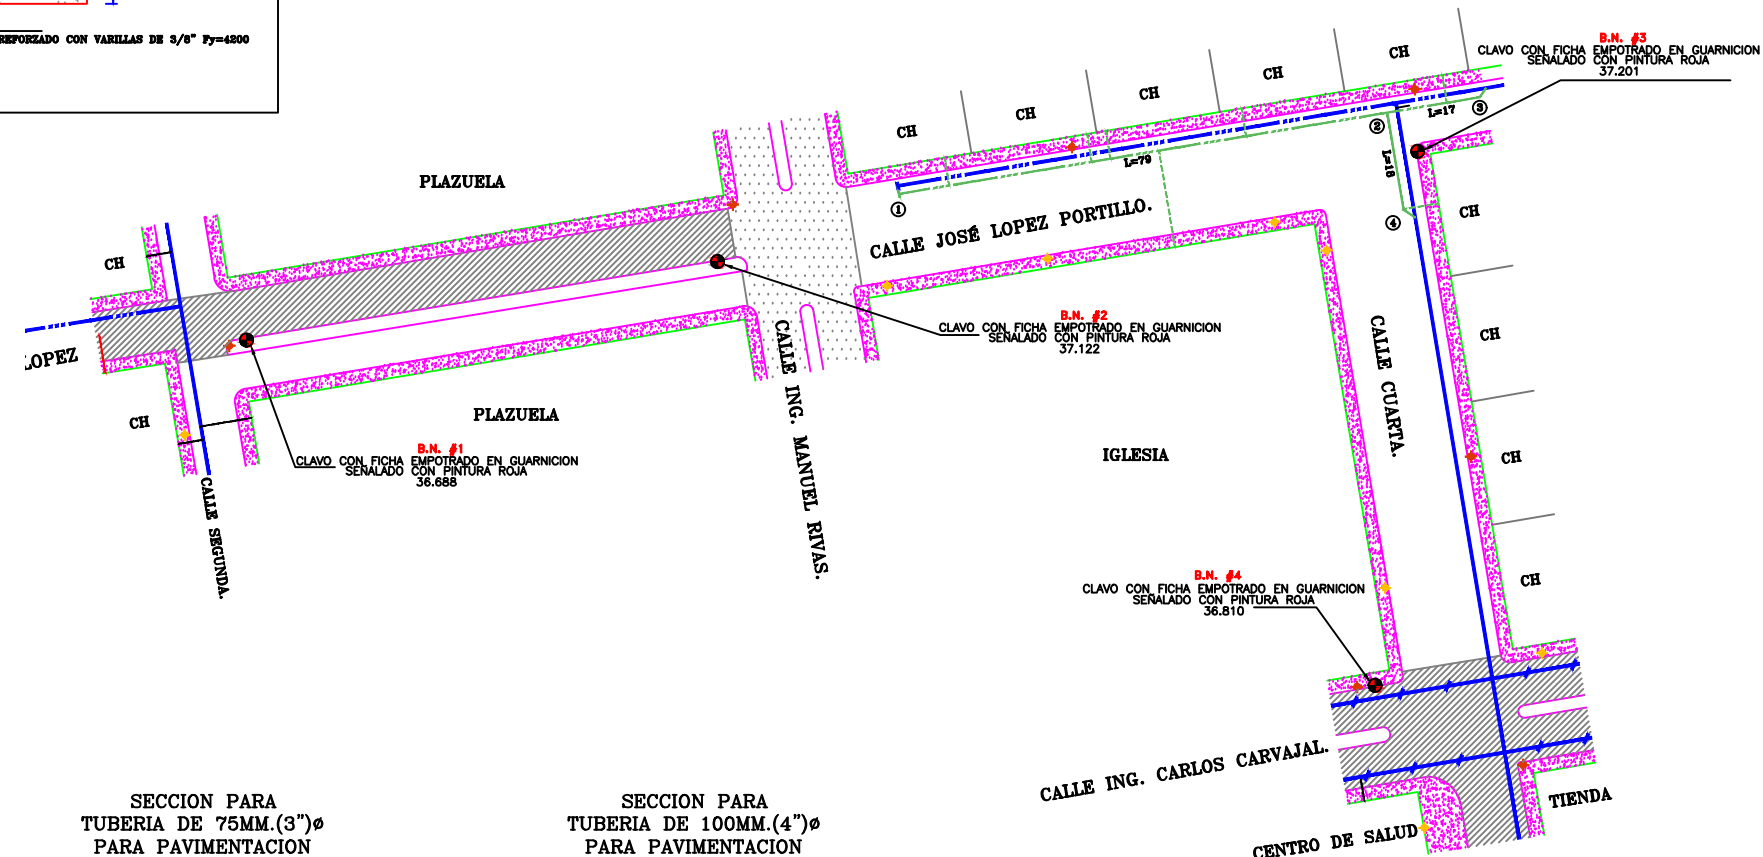 REFORZADO CON VARILLAS DE 3/8" Fy=4200
B.N. #3
CLAVO CON FICHA EMPOTRADO EN GUARNICION
SEÑALADO CON PINTURA ROJA
37.201
CH
CH
CH
CH
CH
L=17
3
2
L=79
L=18
1
4
CH
PLAZUELA
CALLE JOSÉ LOPEZ PORTILLO.
CH
B.N. #2
CLAVO CON FICHA EMPOTRADO EN GUARNICION
SEÑALADO CON PINTURA ROJA
37.122
LOPEZ
CH
CALLE ING. MANUEL RIVAS.
CALLE CUARTA.
CH
PLAZUELA
CH
B.N. #1
CLAVO CON FICHA EMPOTRADO EN GUARNICION
SEÑALADO CON PINTURA ROJA
36.688
IGLESIA
CH
CALLE SEGUNDA.
B.N. #4
CLAVO CON FICHA EMPOTRADO EN GUARNICION
SEÑALADO CON PINTURA ROJA
36.810
CH
CALLE ING. CARLOS CARVAJAL.
TIENDA
CENTRO DE SALUD
SECCION PARA
TUBERIA DE 75MM.(3")ø
PARA PAVIMENTACION
SECCION PARA
TUBERIA DE 100MM.(4")ø
PARA PAVIMENTACION